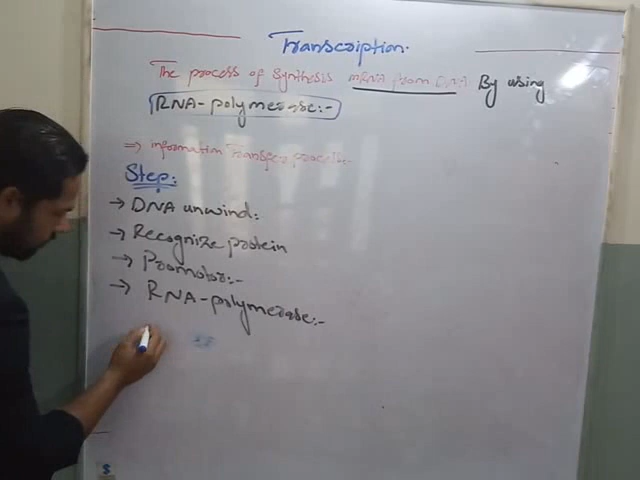 Transcription.
The process of synthesis mRNA from DNA By using
RNA-polymerase:-
⇒ information Transfer process:-
Step:
→ DNA unwind:
→ Recognize protein
→ Promotor:-
→ RNA-polymerase:-